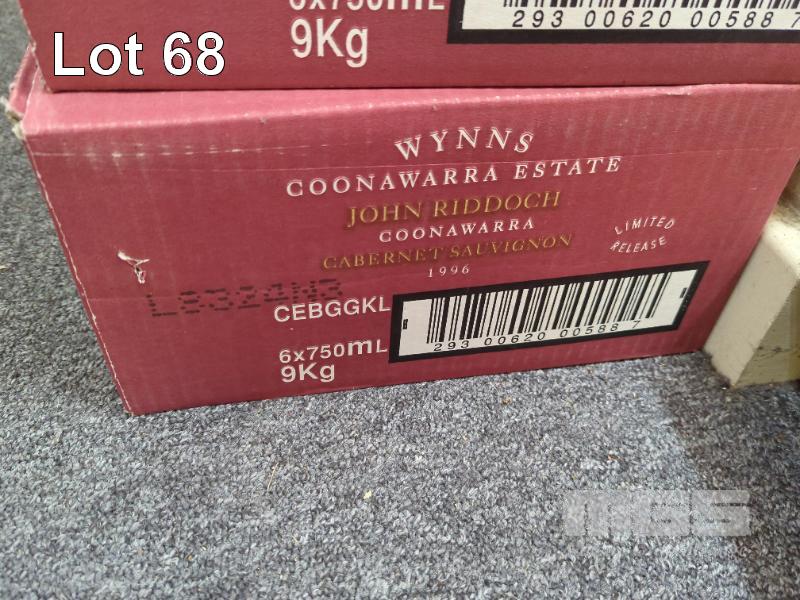 6x750mL
9Kg
293 00620 00588 7
Lot 68
WYNNS
COONAWARRA ESTATE
JOHN RIDDOCH
COONAWARRA
CABERNET SAUVIGNON
1996
LIMITED
RELEASE
CEBGGKL
6x750mL
9Kg
293 00620 00588 7